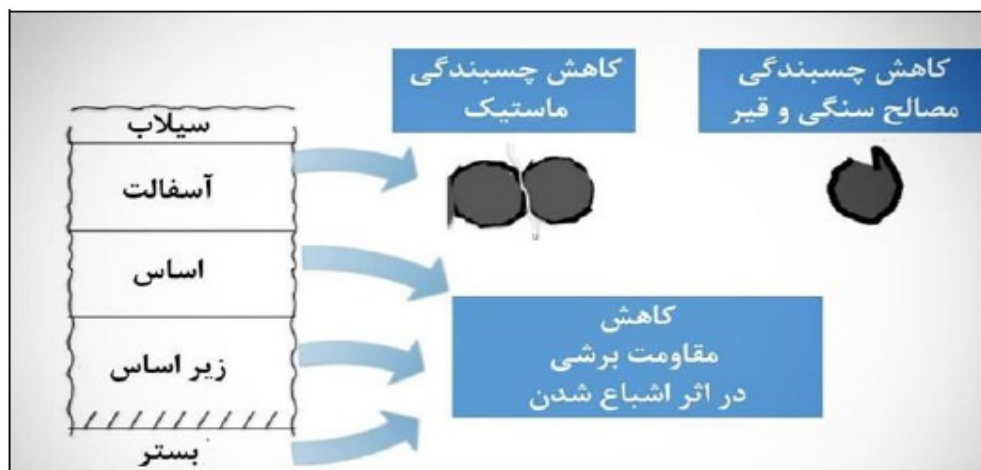 کاهش چسبندگی
مصالح سنگی و قیر
کاهش چسبندگی
ماستیک
سیلاب
آسفالت
اساس
زیر اساس
بستر
کاهش
مقاومت برشی
در اثر اشباع شدن